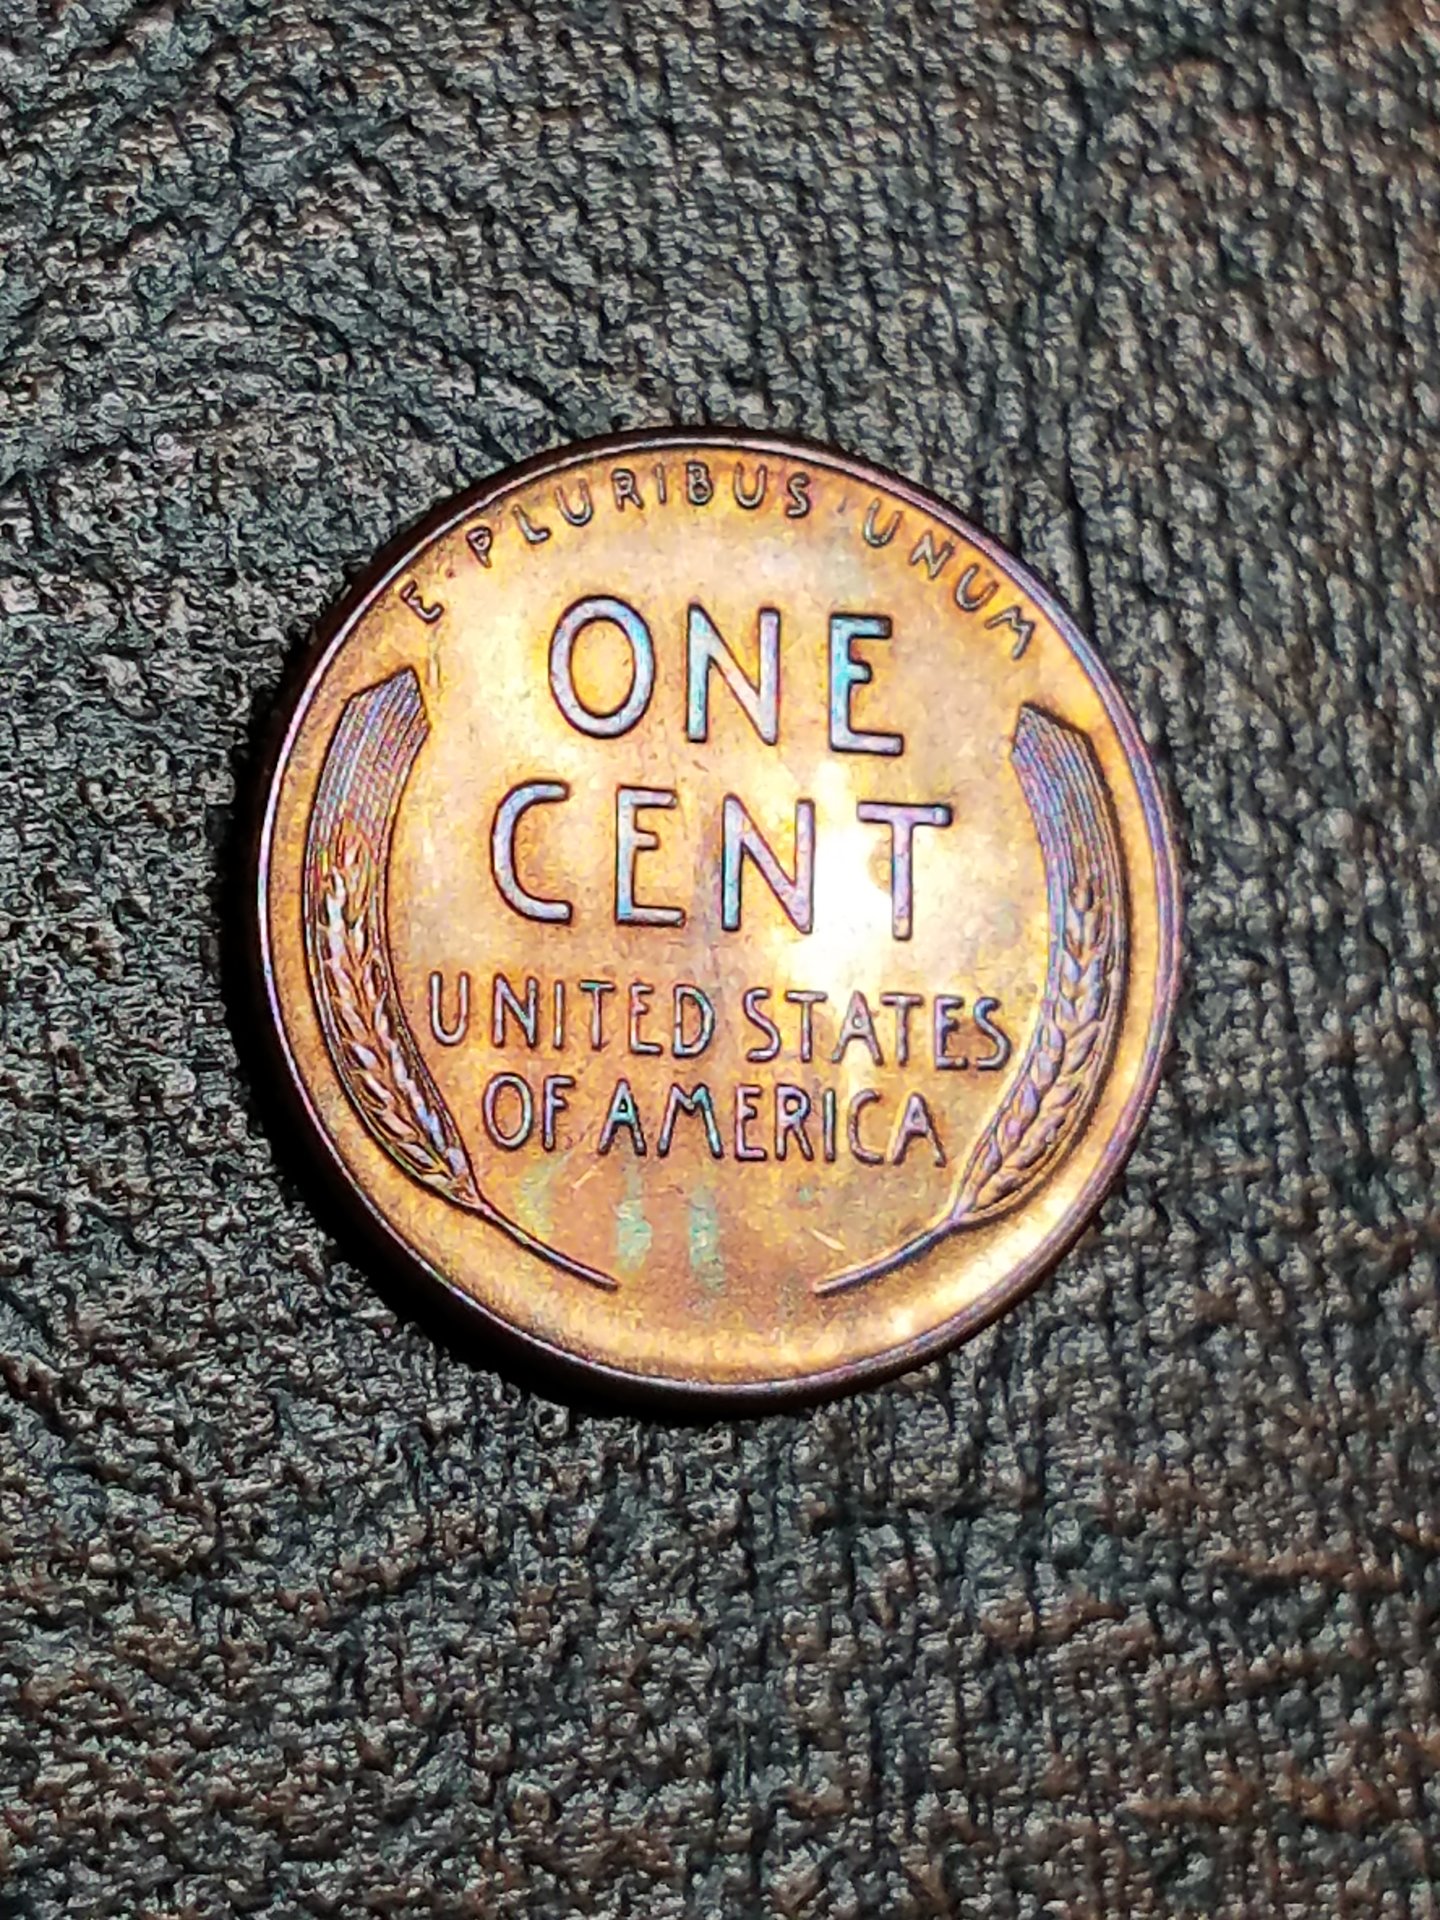 E · PLURIBUS · UNUM
ONE
CENT
UNITED STATES
OF AMERICA